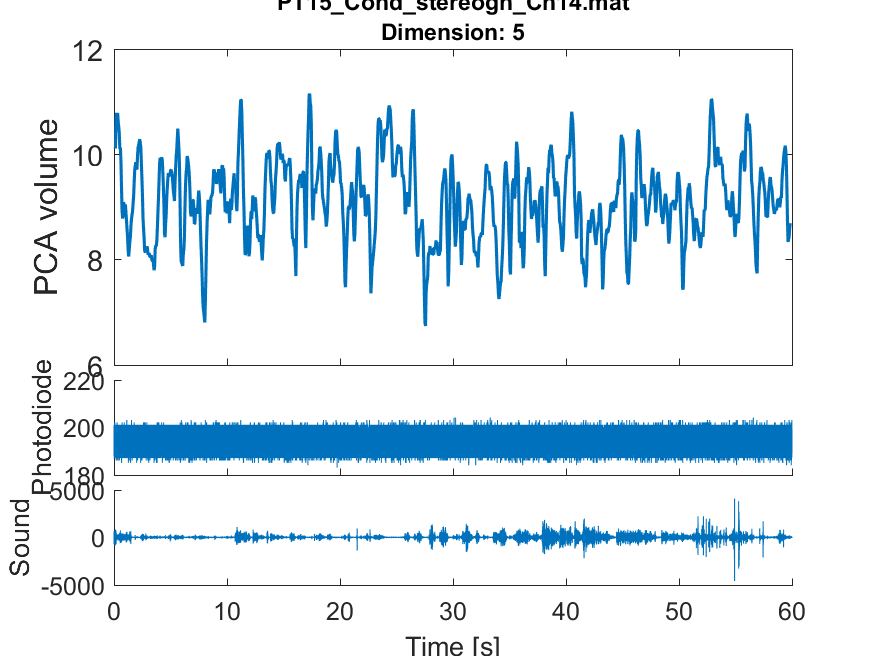 PT15_Cond_stereogn_Ch14.mat
Dimension: 5
12
10
8
6
PCA volume
220
200
180
Photodiode
5000
0
-5000
Sound
0 10 20 30 40 50 60
Time [s]